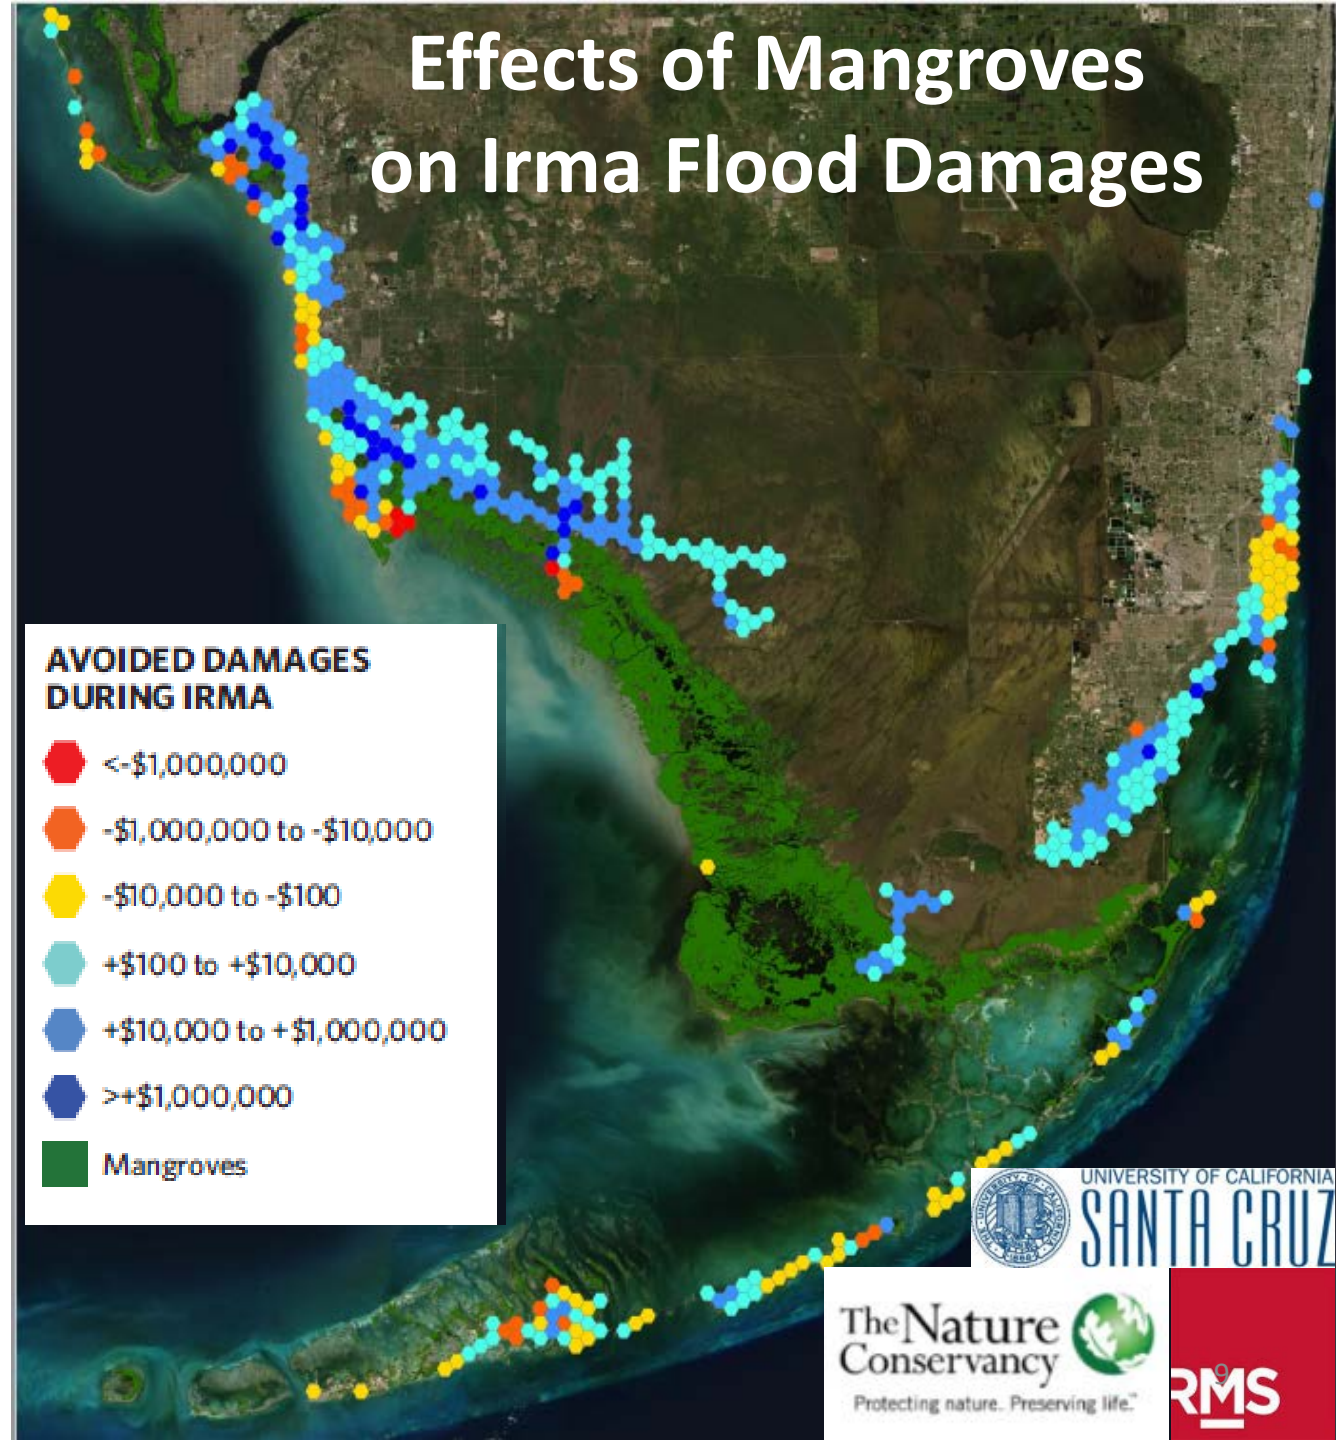 Effects of Mangroves
on Irma Flood Damages
AVOIDED DAMAGES
DURING IRMA
<-$1,000,000
-$1,000,000 to -$10,000
-$10,000 to -$100
+$100 to +$10,000
+$10,000 to +$1,000,000
>+$1,000,000
Mangroves
UNIVERSITY OF CALIFORNIA
SANTA CRUZ
The Nature
Conservancy
Protecting nature. Preserving life.™
RMS
9